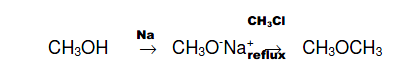 CH₃Cl
CH₃OH Na → CH₃O⁻Na⁺ reflux → CH₃OCH₃